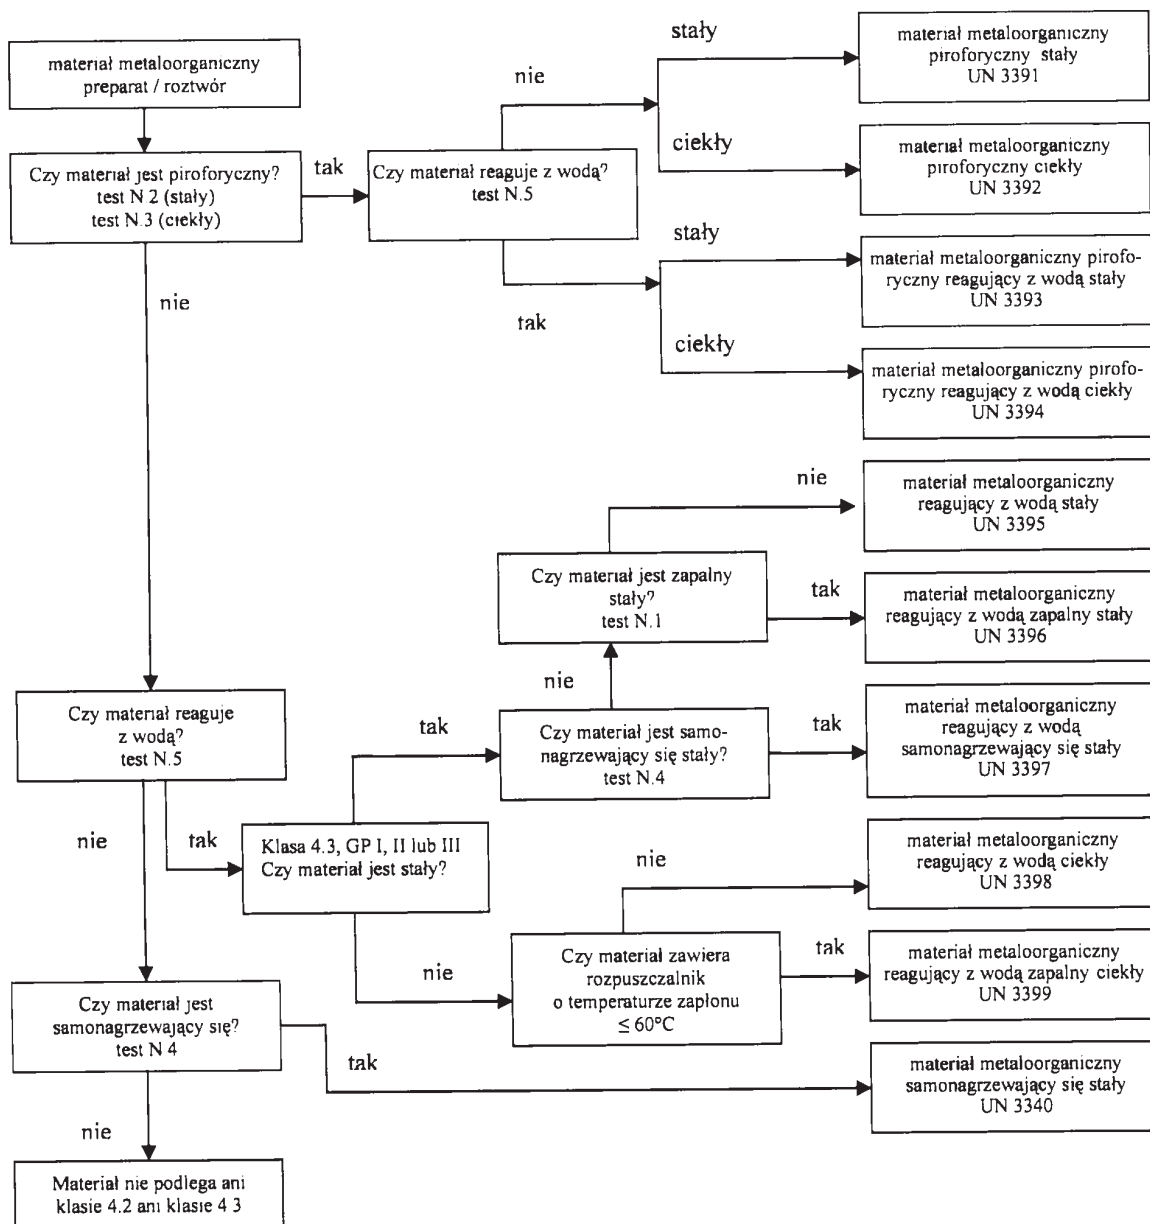 materiał metaloorganiczny
preparat / roztwór
Czy materiał jest piroforyczny?
test N 2 (stały)
test N.3 (ciekły)
tak
nie
Czy materiał reaguje z wodą?
test N.5
nie
tak
stały
ciekły
stały
ciekły
materiał metaloorganiczny
piroforyczny stały
UN 3391
materiał metaloorganiczny
piroforyczny ciekły
UN 3392
materiał metaloorganiczny pirofo-
ryczny reagujący z wodą stały
UN 3393
materiał metaloorganiczny pirofo-
ryczny reagujący z wodą ciekły
UN 3394
Czy materiał reaguje
z wodą?
test N.5
nie
tak
Klasa 4.3, GP I, II lub III
Czy materiał jest stały?
tak
nie
Czy materiał jest samo-
nagrzewający się stały?
test N.4
nie
tak
Czy materiał jest zapalny
stały?
test N.1
nie
tak
materiał metaloorganiczny
reagujący z wodą stały
UN 3395
materiał metaloorganiczny
reagujący z wodą zapalny stały
UN 3396
materiał metaloorganiczny
reagujący z wodą
samonagrzewający się stały
UN 3397
Czy materiał zawiera
rozpuszczalnik
o temperaturze zapłonu
≤ 60°C
nie
tak
materiał metaloorganiczny
reagujący z wodą ciekły
UN 3398
materiał metaloorganiczny
reagujący z wodą zapalny ciekły
UN 3399
Czy materiał jest
samonagrzewający się?
test N 4
tak
nie
materiał metaloorganiczny
samonagrzewający się stały
UN 3340
Materiał nie podlega ani
klasie 4.2 ani klasie 4 3